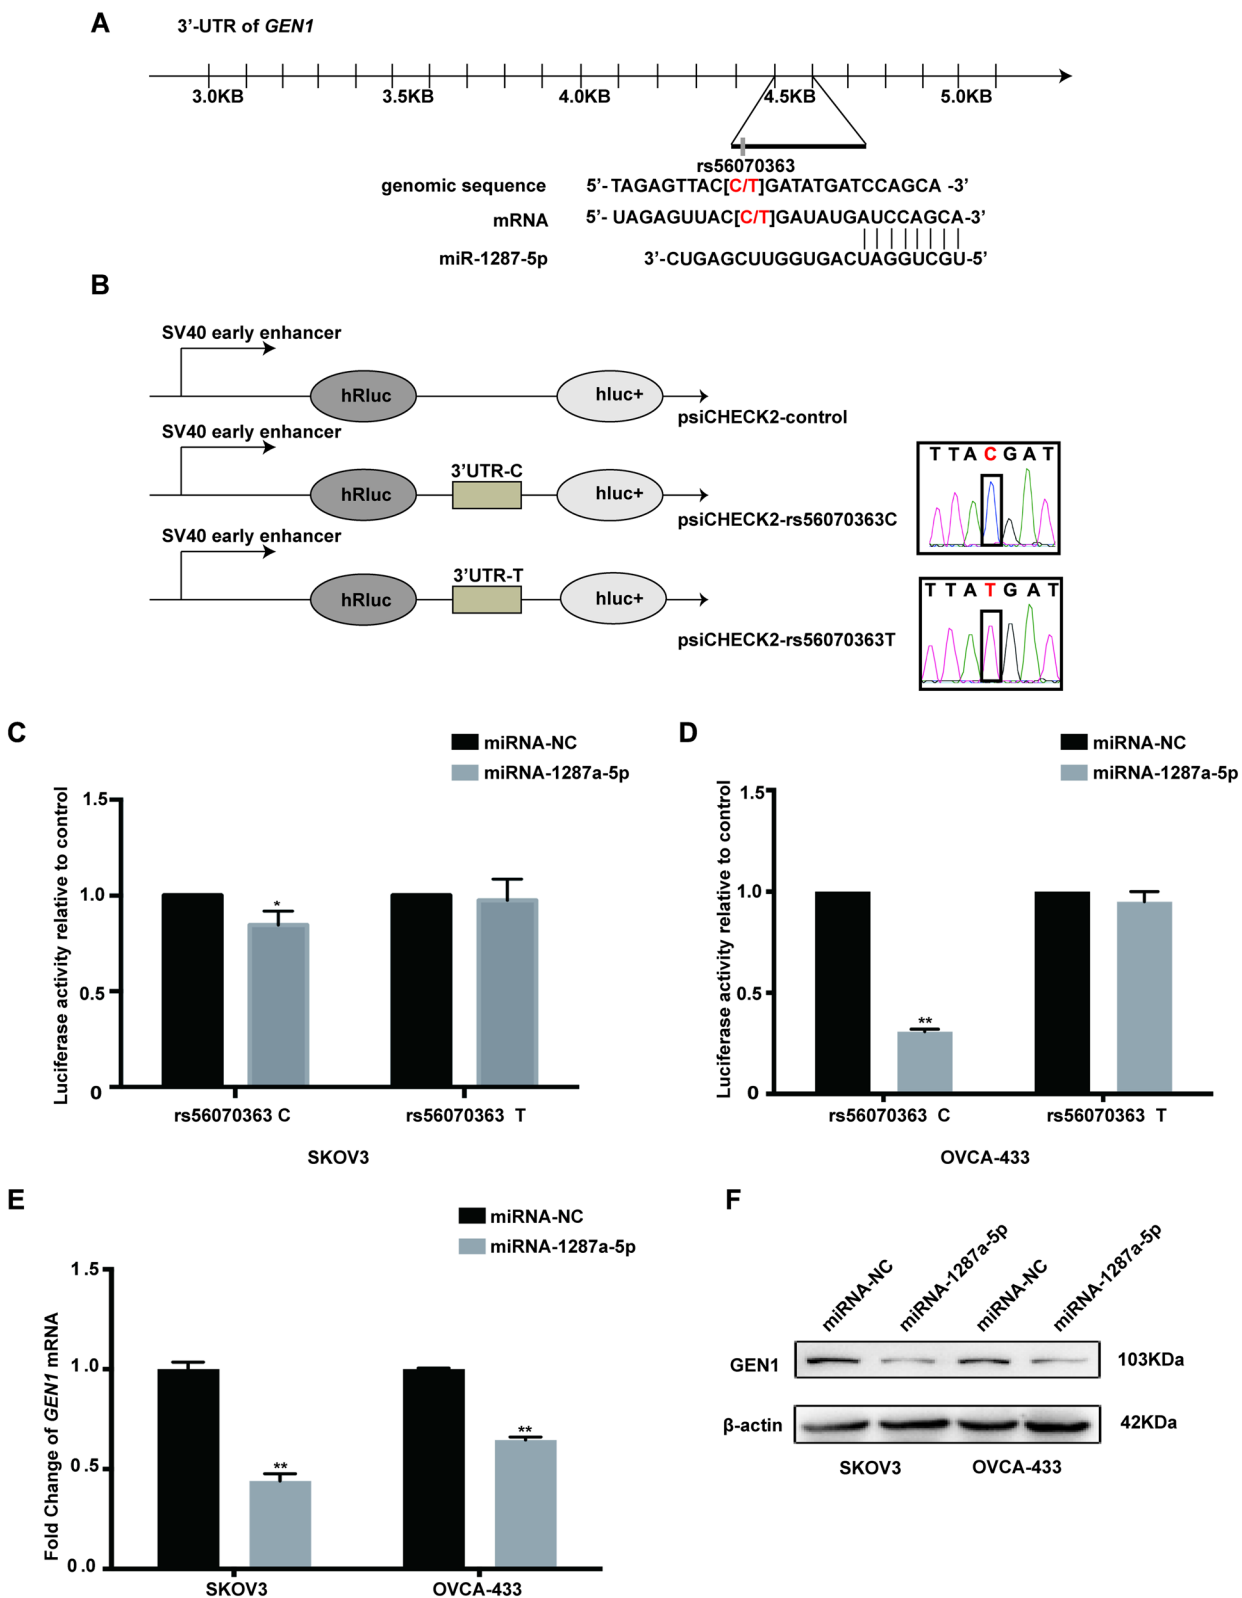 A
3’-UTR of GEN1
3.0KB 3.5KB 4.0KB 4.5KB 5.0KB
rs56070363
genomic sequence 5’- TAGAGTTAC[C/T]GATATGATCCAGCA -3’
mRNA 5’- UAGAGUUAC[C/T]GAUAUGAUCCAGCA-3’
miR-1287-5p 3’-CUGAGCUUGGUGACUAGGUCGU-5’
B
SV40 early enhancer
hRluc hluc+
psiCHECK2-control
SV40 early enhancer
3’UTR-C
hRluc hluc+
psiCHECK2-rs56070363C
T T A C G A T
SV40 early enhancer
3’UTR-T
hRluc hluc+
psiCHECK2-rs56070363T
T T A T G A T
C
miRNA-NC
miRNA-1287a-5p
Luciferase activity relative to control
1.5
1.0
0.5
0
*
rs56070363 C rs56070363 T
SKOV3
D
miRNA-NC
miRNA-1287a-5p
Luciferase activity relative to control
1.5
1.0
0.5
0
**
rs56070363 C rs56070363 T
OVCA-433
E
miRNA-NC
miRNA-1287a-5p
Fold Change of GEN1 mRNA
1.5
1.0
0.5
0.0
**
**
SKOV3 OVCA-433
F
miRNA-NC miRNA-1287a-5p miRNA-NC miRNA-1287a-5p
GEN1 103KDa
β-actin 42KDa
SKOV3 OVCA-433